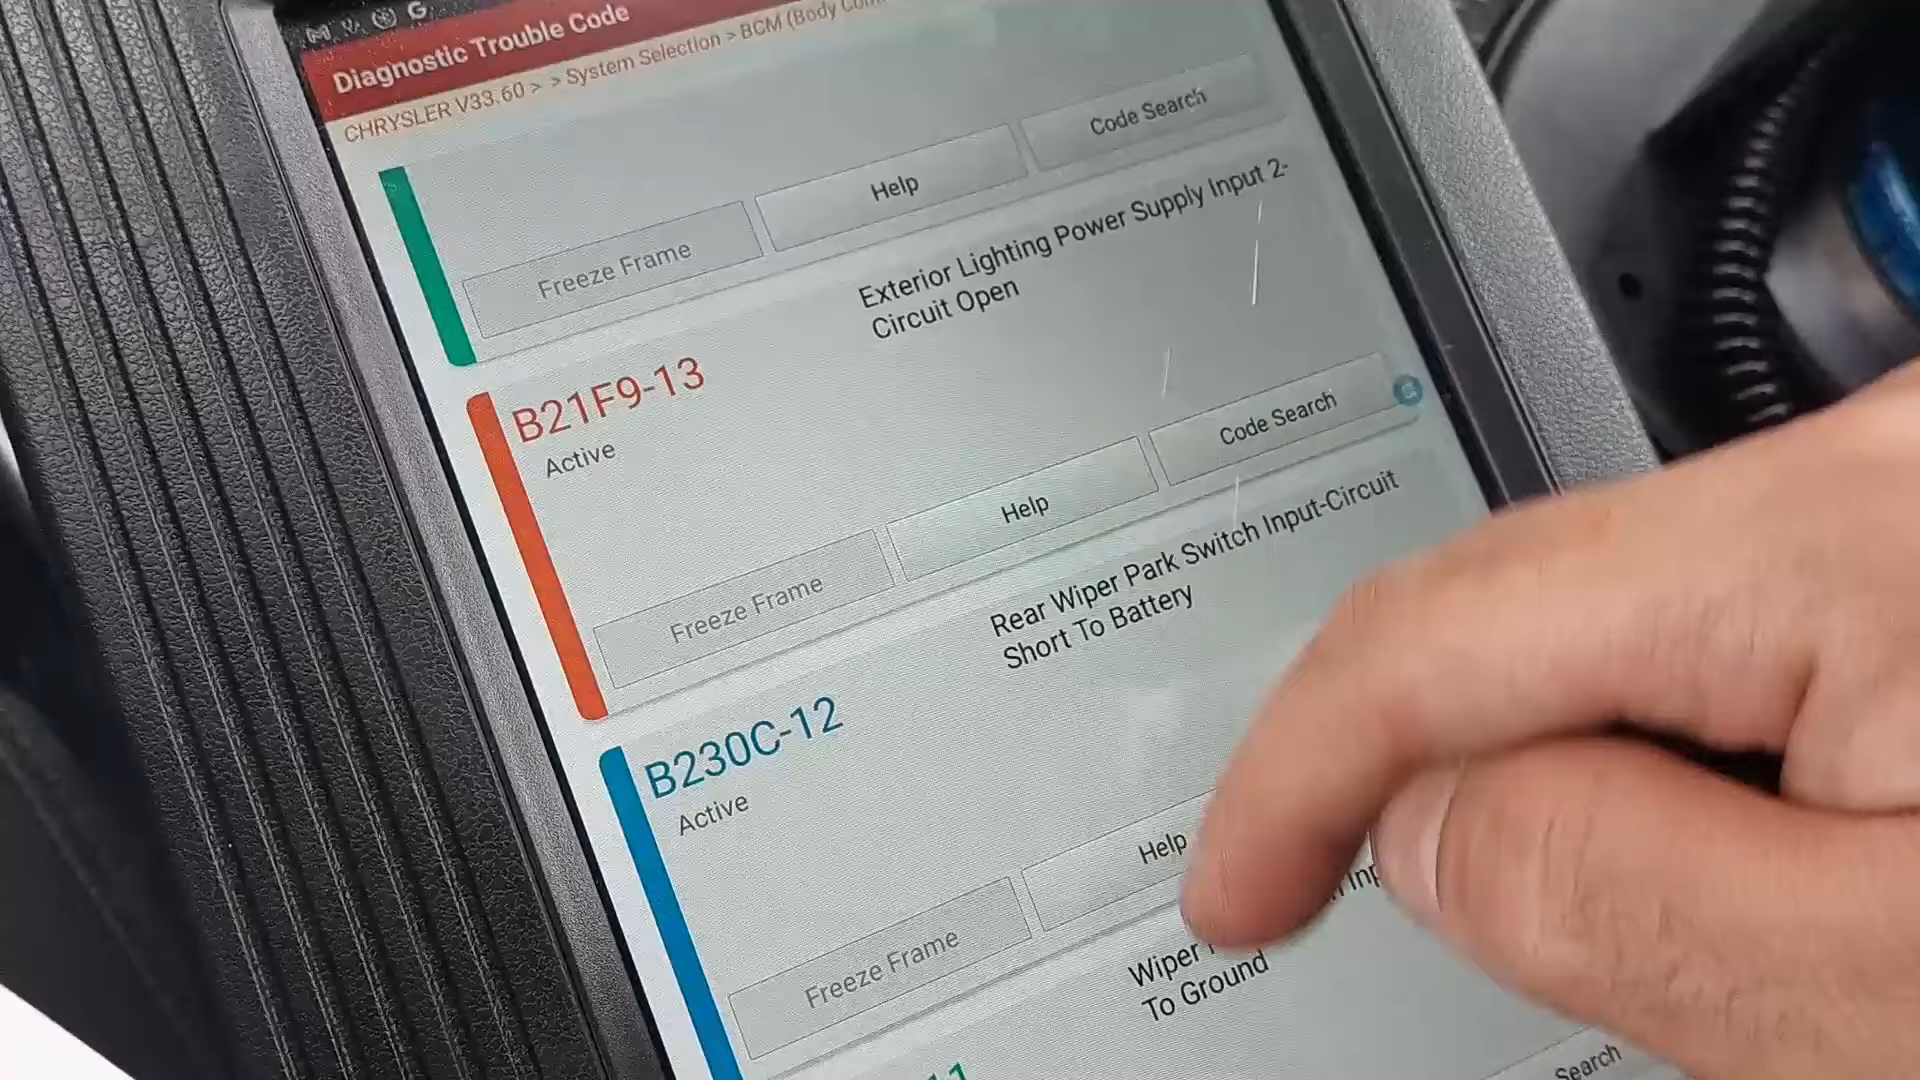 Diagnostic Trouble Code
CHRYSLER V33.60 > > System Selection > BCM (Body
Freeze Frame
Help
Code Search
B21F9-13
Active
Exterior Lighting Power Supply Input 2-
Circuit Open
Freeze Frame
Help
Code Search
B230C-12
Active
Rear Wiper Park Switch Input-Circuit
Short To Battery
Freeze Frame
Help
Wiper
To Ground
Search